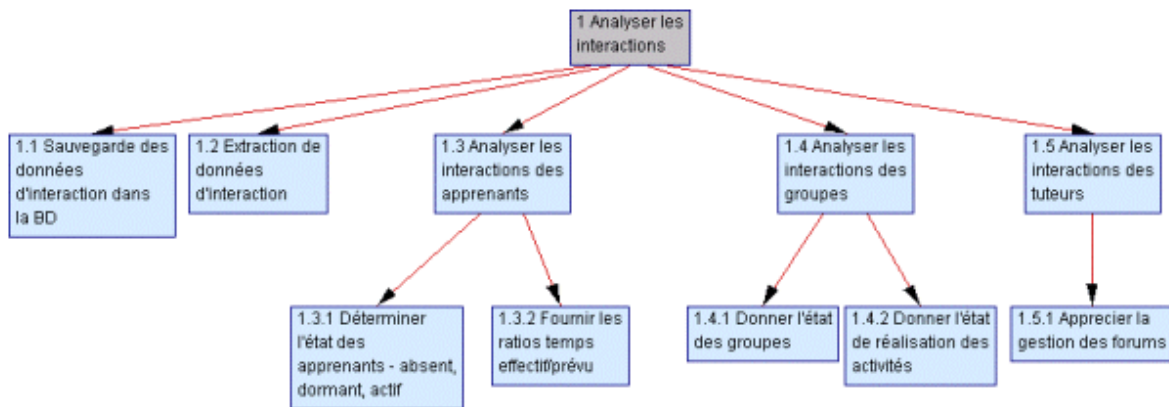 1 Analyser les
interactions
1.1 Sauvegarde des
données
d'interaction dans
la BD
1.2 Extraction de
données
d'interaction
1.3 Analyser les
interactions des
apprenants
1.4 Analyser les
interactions des
groupes
1.5 Analyser les
interactions des
tuteurs
1.3.1 Déterminer
l'état des
apprenants - absent,
dormant, actif
1.3.2 Fournir les
ratios temps
effectif/prévu
1.4.1 Donner l'état
des groupes
1.4.2 Donner l'état
de réalisation des
activités
1.5.1 Apprecier la
gestion des forums